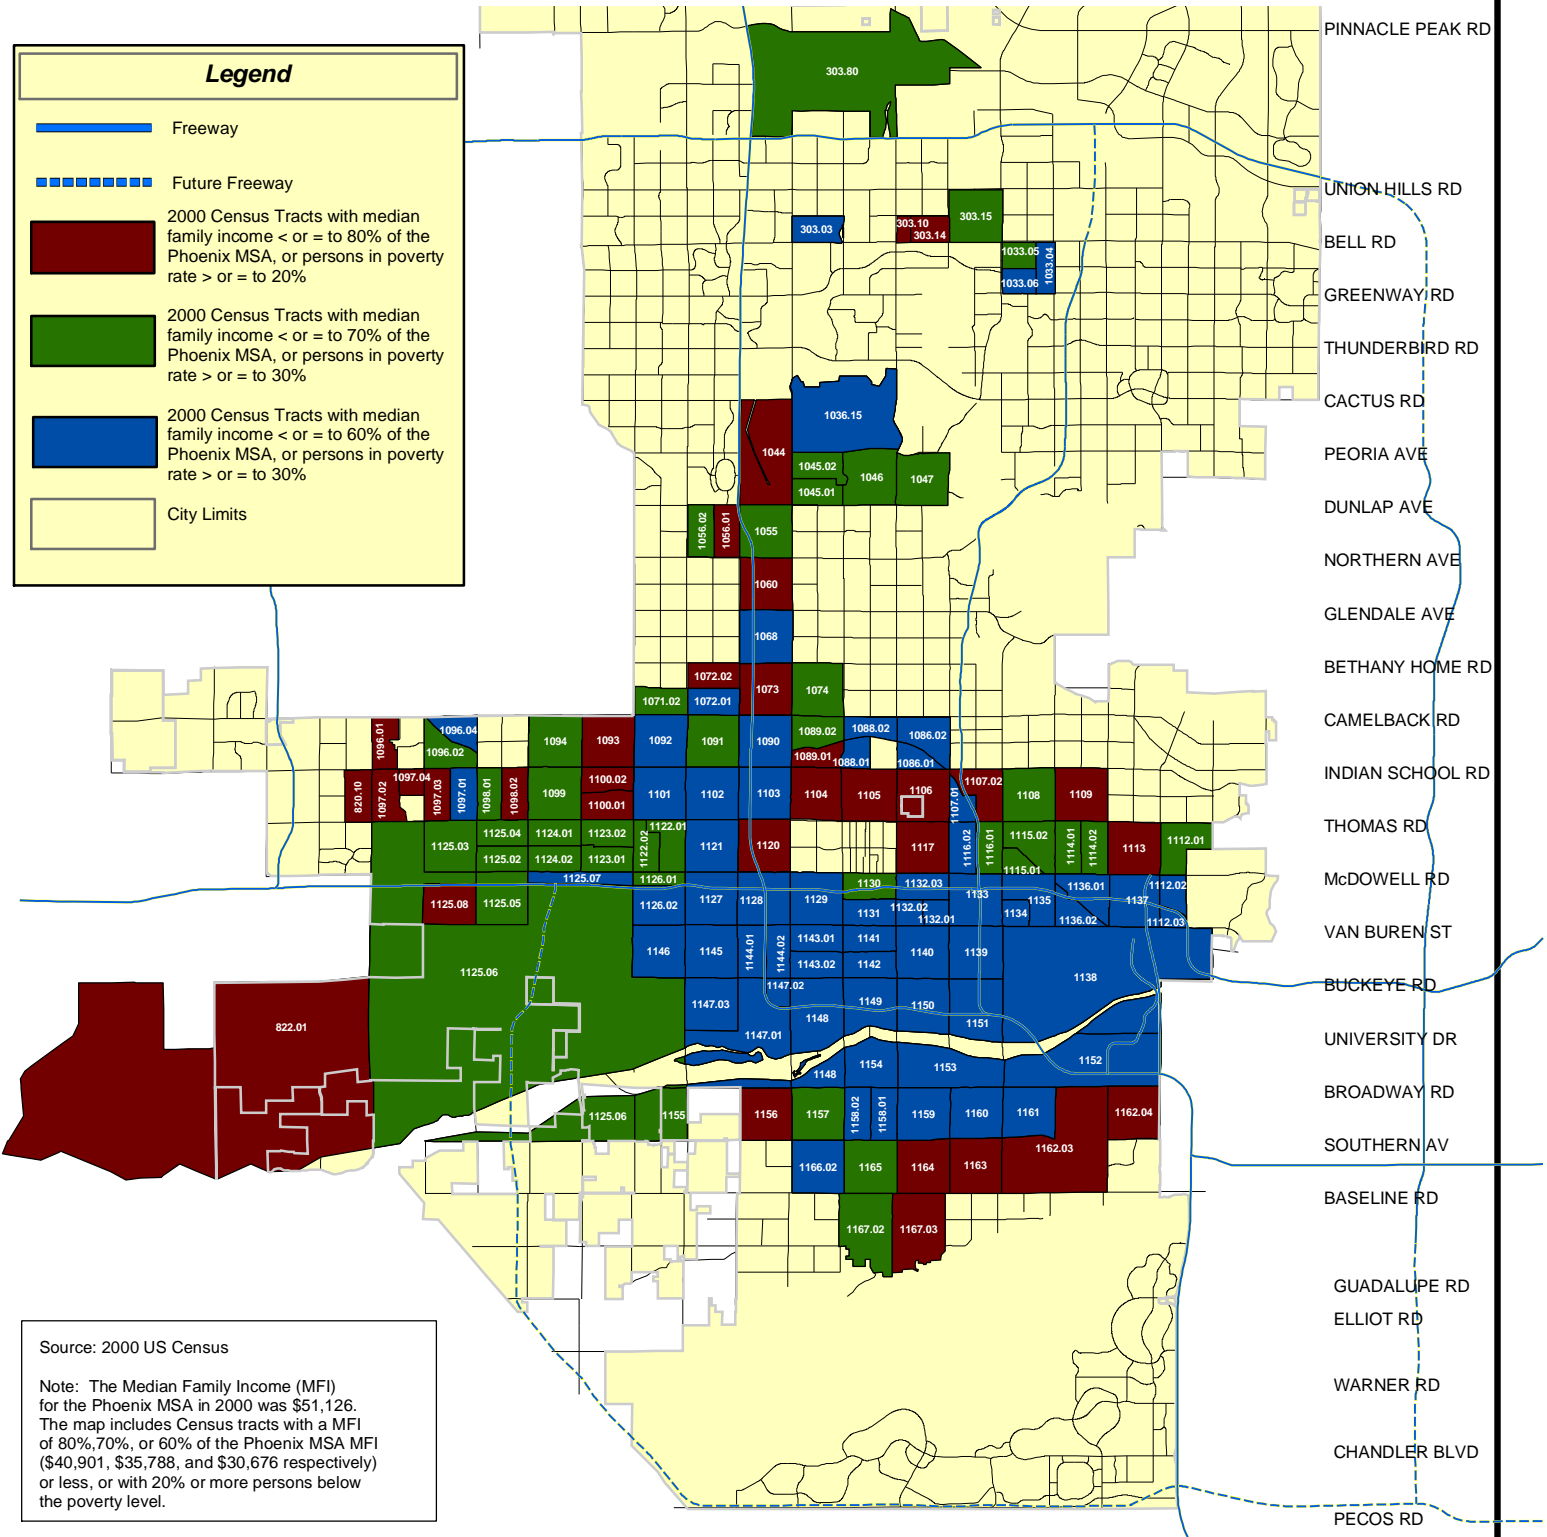 Legend
Freeway
Future Freeway
2000 Census Tracts with median
family income < or = to 80% of the
Phoenix MSA, or persons in poverty
rate > or = to 20%
2000 Census Tracts with median
family income < or = to 70% of the
Phoenix MSA, or persons in poverty
rate > or = to 30%
2000 Census Tracts with median
family income < or = to 60% of the
Phoenix MSA, or persons in poverty
rate > or = to 30%
City Limits
PINNACLE PEAK RD
UNION HILLS RD
BELL RD
GREENWAY RD
THUNDERBIRD RD
CACTUS RD
PEORIA AVE
DUNLAP AVE
NORTHERN AVE
GLENDALE AVE
BETHANY HOME RD
CAMELBACK RD
INDIAN SCHOOL RD
THOMAS RD
McDOWELL RD
VAN BUREN ST
BUCKEYE RD
UNIVERSITY DR
BROADWAY RD
SOUTHERN AV
BASELINE RD
GUADALUPE RD
ELLIOT RD
WARNER RD
CHANDLER BLVD
PECOS RD
303.80
303.15
303.10
303.14
303.03
1033.05
1033.04
1033.06
1036.15
1044
1045.02
1046
1047
1045.01
1056.02
1056.01
1055
1060
1068
1072.02
1073
1074
1071.02
1072.01
1096.01
1096.04
1096.02
1094
1093
1092
1091
1090
1089.02
1088.02
1086.02
1089.01
1088.01
1086.01
820.10
1097.02
1097.04
1097.03
1097.01
1098.01
1098.02
1099
1100.02
1100.01
1101
1102
1103
1104
1105
1106
1107.01
1107.02
1108
1109
1125.03
1125.04
1124.01
1123.02
1122.01
1122.02
1125.02
1124.02
1123.01
1121
1120
1117
1116.02
1116.01
1115.02
1115.01
1114.01
1114.02
1113
1112.01
1125.07
1126.01
1130
1132.03
1133
1136.01
1112.02
1125.08
1125.05
1126.02
1127
1128
1129
1131
1132.02
1132.01
1134
1135
1136.02
1137
1112.03
1125.06
1146
1145
1144.01
1144.02
1143.01
1143.02
1141
1142
1140
1139
1138
822.01
1147.03
1147.02
1147.01
1148
1149
1150
1151
1148
1154
1153
1152
1125.06
1155
1156
1157
1158.02
1158.01
1159
1160
1161
1162.04
1162.03
1166.02
1165
1164
1163
1167.02
1167.03
Source: 2000 US Census
Note: The Median Family Income (MFI)
for the Phoenix MSA in 2000 was $51,126.
The map includes Census tracts with a MFI
of 80%,70%, or 60% of the Phoenix MSA MFI
($40,901, $35,788, and $30,676 respectively)
or less, or with 20% or more persons below
the poverty level.